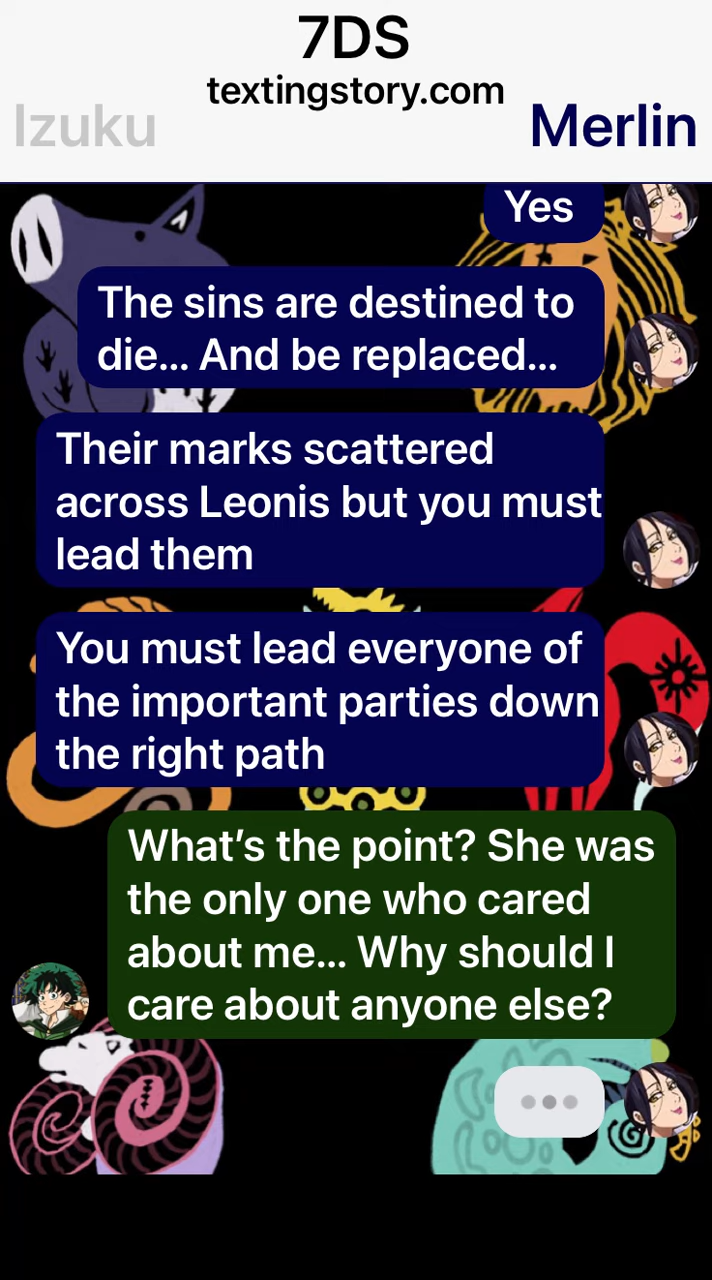 7DS
textingstory.com
Izuku
Merlin
Yes
The sins are destined to
die... And be replaced...
Their marks scattered
across Leonis but you must
lead them
You must lead everyone of
the important parties down
the right path
What's the point? She was
the only one who cared
about me... Why should I
care about anyone else?